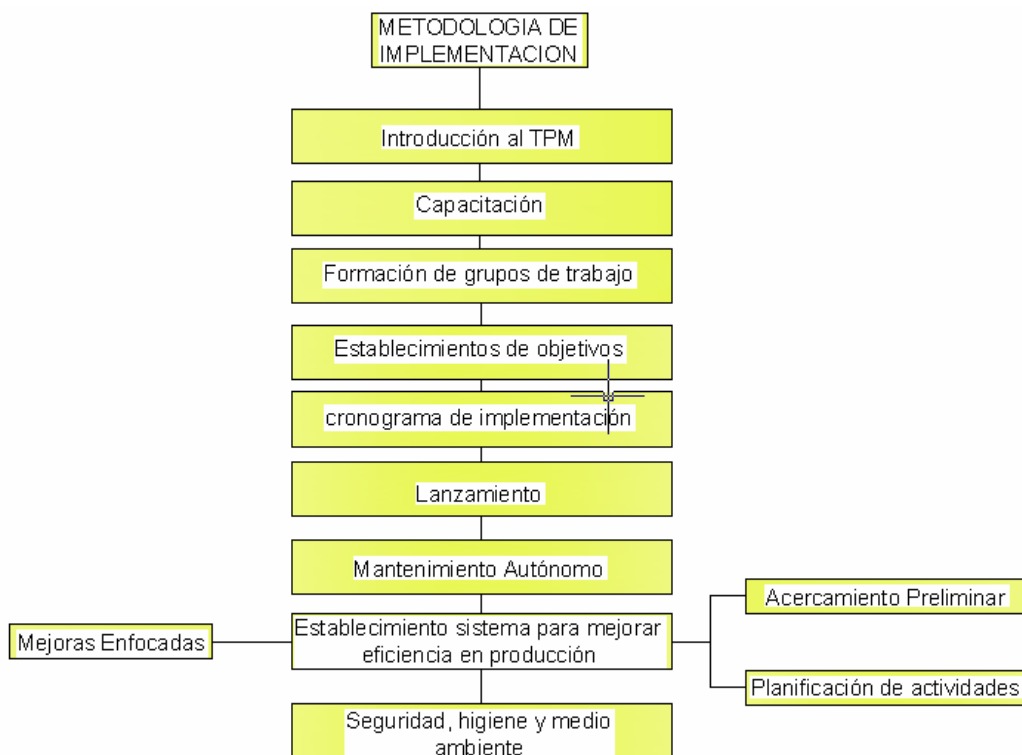 METODOLOGIA DE
IMPLEMENTACION
Introducción al TPM
Capacitación
Formación de grupos de trabajo
Establecimientos de objetivos
cronograma de implementación
Lanzamiento
Mantenimiento Autónomo
Acercamiento Preliminar
Mejoras Enfocadas
Establecimiento sistema para mejorar
eficiencia en producción
Planificación de actividades
Seguridad, higiene y medio
ambiente